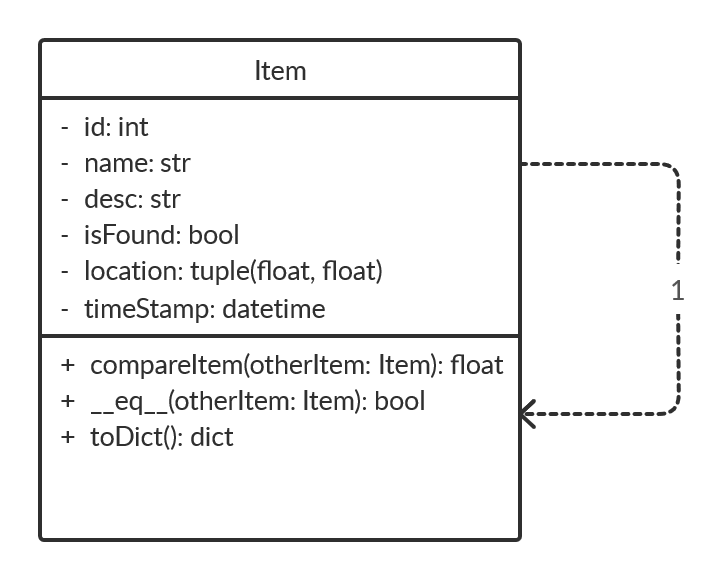 Item
- id: int
- name: str
- desc: str
- isFound: bool
- location: tuple(float, float)
- timeStamp: datetime
1
+ compareItem(otherItem: Item): float
+ __eq__(otherItem: Item): bool
+ toDict(): dict